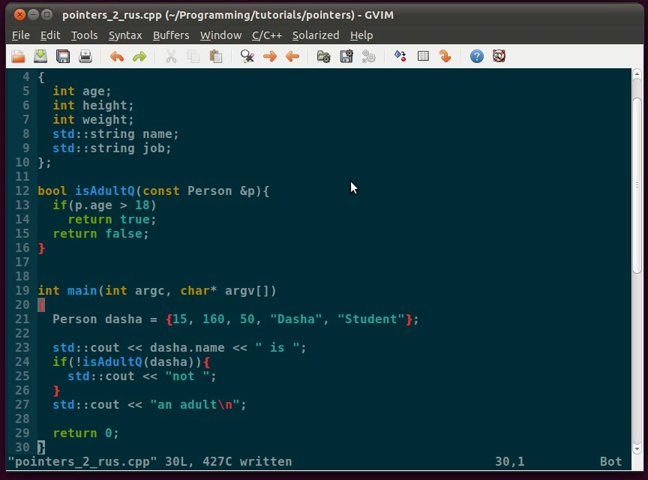 pointers_2_rus.cpp (~/Programming/tutorials/pointers) - GVIM
File Edit Tools Syntax Buffers Window C/C++ Solarized Help
4 {
5   int age;
6   int height;
7   int weight;
8   std::string name;
9   std::string job;
10 };
11
12 bool isAdultQ(const Person &p){
13   if(p.age > 18)
14     return true;
15   return false;
16 }
17
18
19 int main(int argc, char* argv[])
20 {
21   Person dasha = {15, 160, 50, "Dasha", "Student"};
22
23   std::cout << dasha.name << " is ";
24   if(!isAdultQ(dasha)){
25     std::cout << "not ";
26   }
27   std::cout << "an adult\n";
28
29   return 0;
30 }
"pointers_2_rus.cpp" 30L, 427C written 30,1 Bot